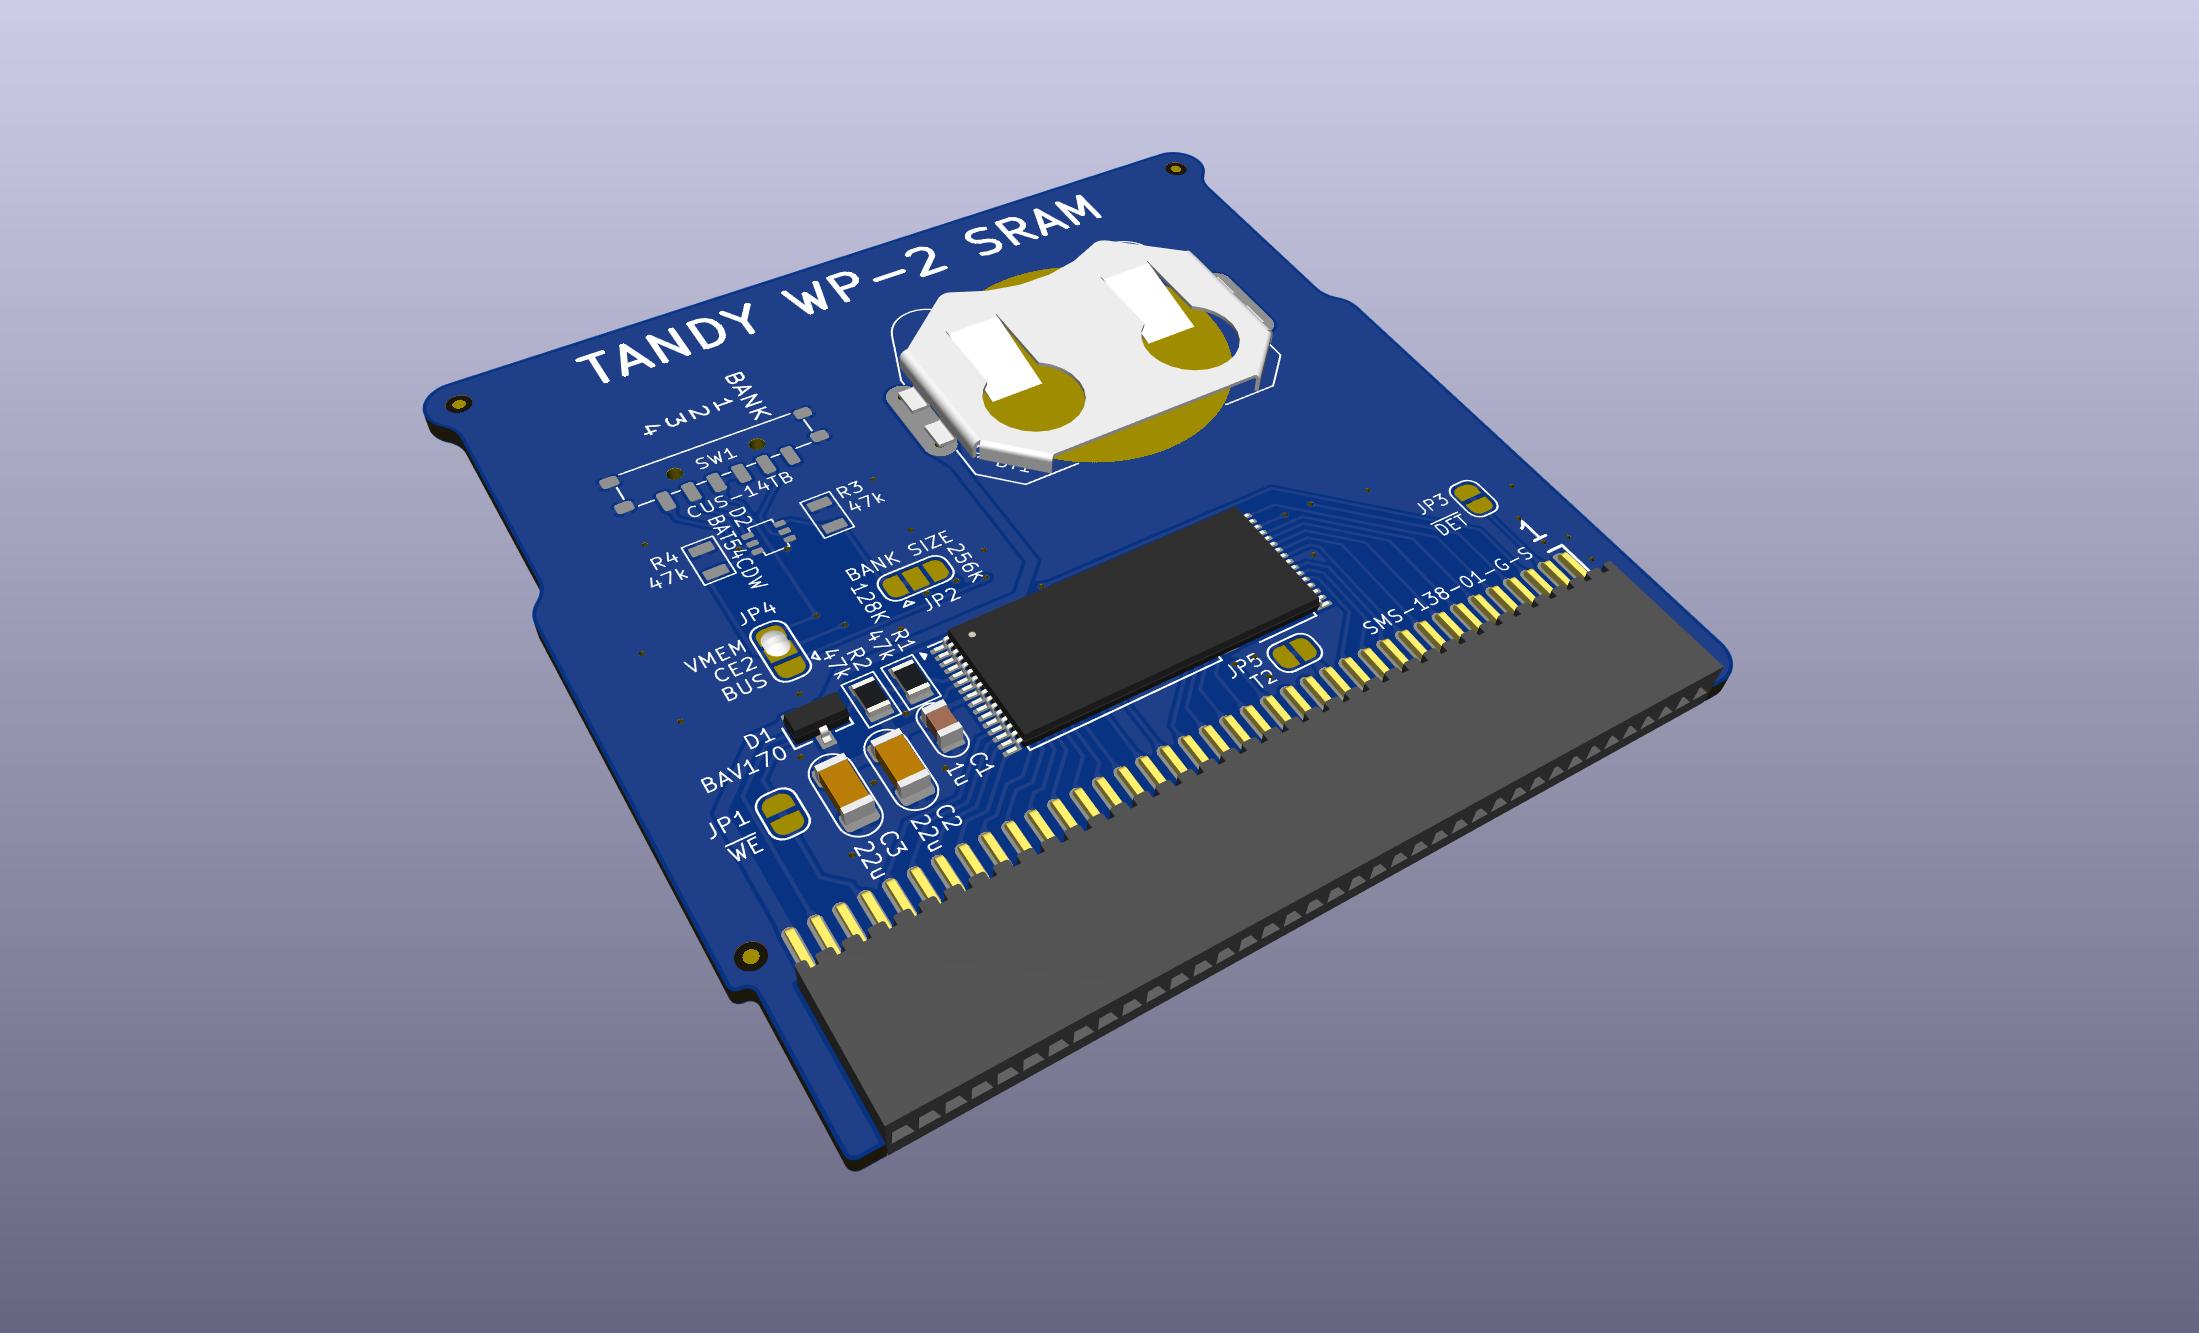 TANDY WP-2 SRAM
BANK
1 2 3 4
SW1
CUS-14TB
D2
BAT54CDW
R3
47k
R4
47k
BANK SIZE
128K
256K
JP2
JP4
VMEM
CE2
BUS
R1
47k
R2
47k
D1
BAV170
JP1
WE
C1
1u
C2
22u
C3
22u
JP3
DET
1
SMS-138-01-G-S
JP5
T2